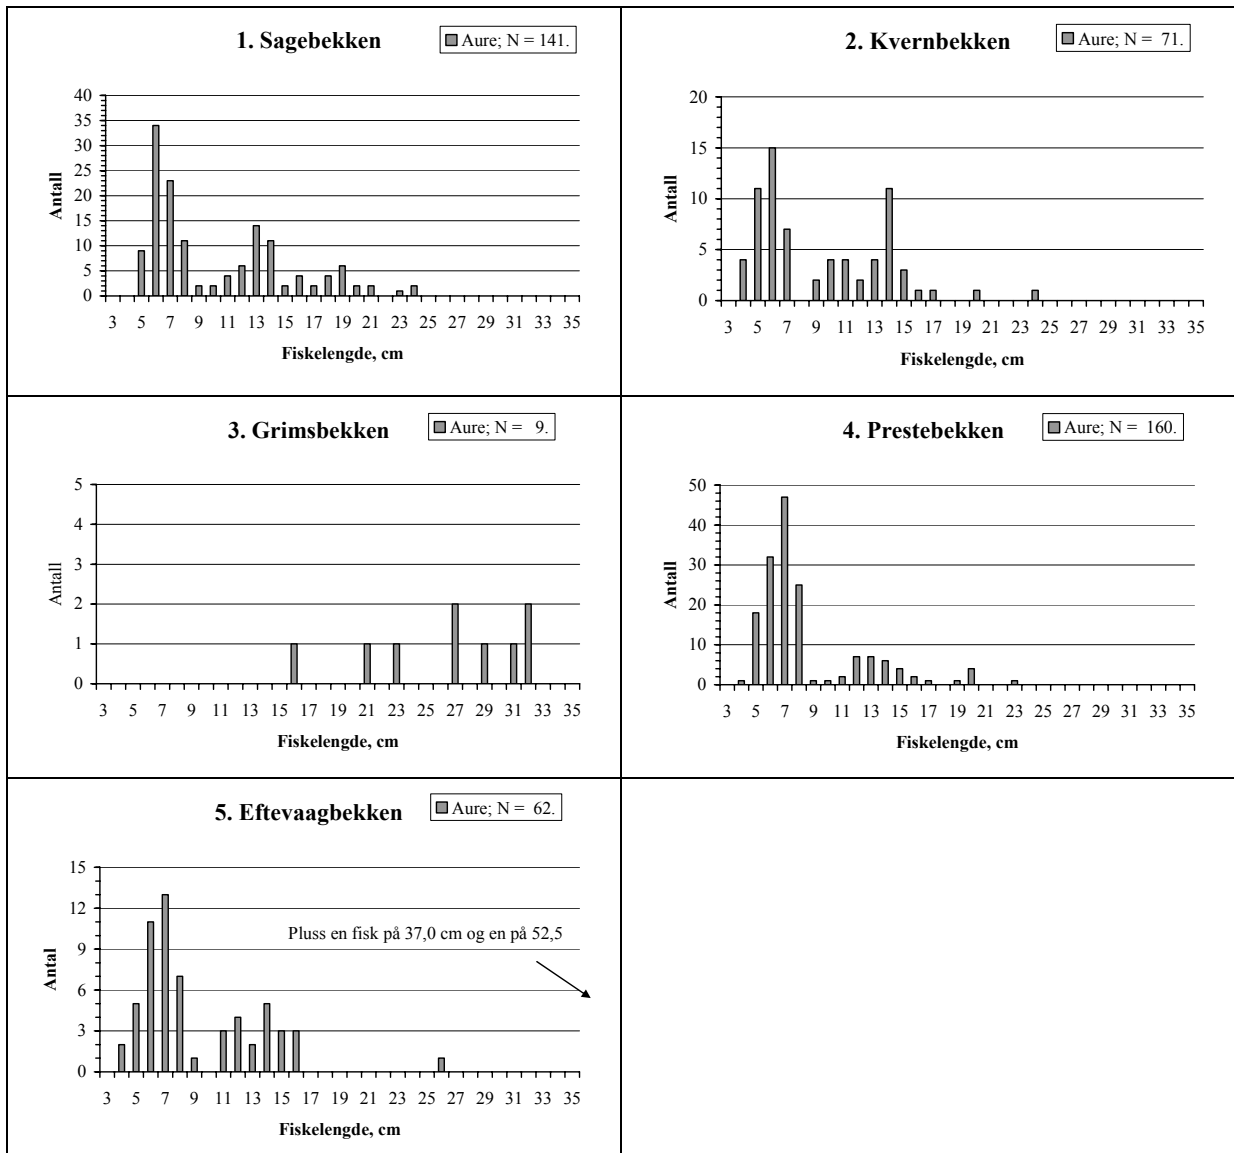 1. Sagebekken
Aure; N = 141.
40
35
30
25
20
15
10
5
0
Antall
3 5 7 9 11 13 15 17 19 21 23 25 27 29 31 33 35
Fiskelengde, cm
2. Kvernbekken
Aure; N = 71.
20
15
10
5
0
Antall
3 5 7 9 11 13 15 17 19 21 23 25 27 29 31 33 35
Fiskelengde, cm
3. Grimsbekken
Aure; N = 9.
5
4
3
2
1
0
Antall
3 5 7 9 11 13 15 17 19 21 23 25 27 29 31 33 35
Fiskelengde, cm
4. Prestebekken
Aure; N = 160.
50
40
30
20
10
0
Antall
3 5 7 9 11 13 15 17 19 21 23 25 27 29 31 33 35
Fiskelengde, cm
5. Eftevaagbekken
Aure; N = 62.
15
12
9
6
3
0
Antal
Pluss en fisk på 37,0 cm og en på 52,5
3 5 7 9 11 13 15 17 19 21 23 25 27 29 31 33 35
Fiskelengde, cm